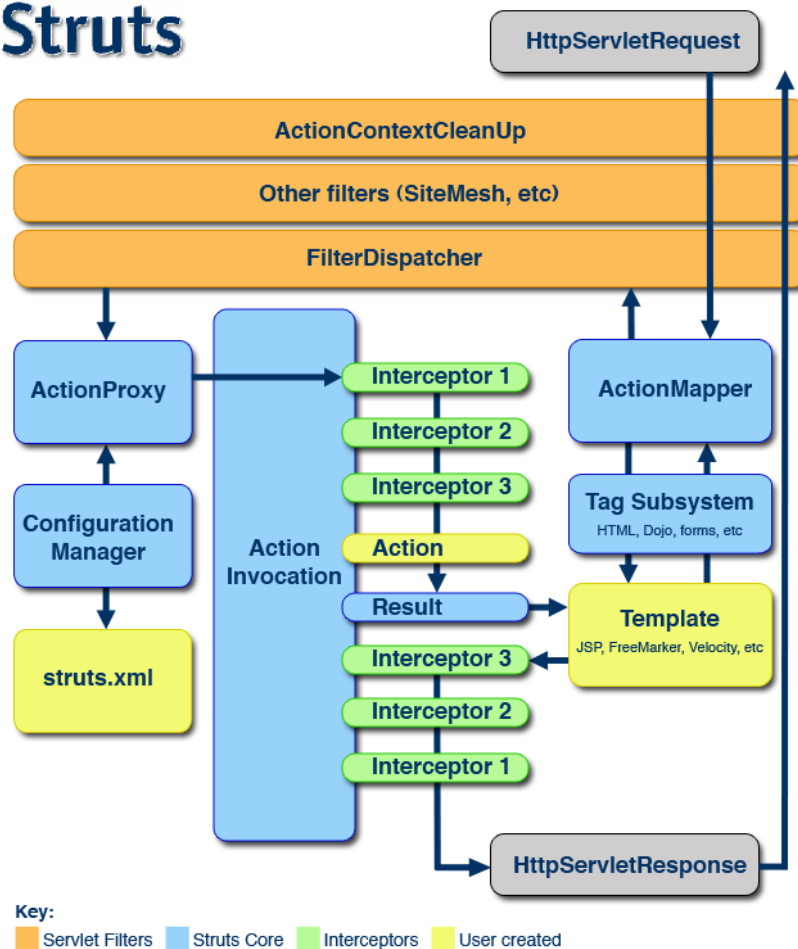 Struts
HttpServletRequest
ActionContextCleanUp
Other filters (SiteMesh, etc)
FilterDispatcher
ActionProxy
Interceptor 1
ActionMapper
Interceptor 2
Interceptor 3
Tag Subsystem
HTML, Dojo, forms, etc
Configuration
Manager
Action
Invocation
Action
Result
Template
JSP, FreeMarker, Velocity, etc
struts.xml
Interceptor 3
Interceptor 2
Interceptor 1
HttpServletResponse
Key:
Servlet Filters
Struts Core
Interceptors
User created